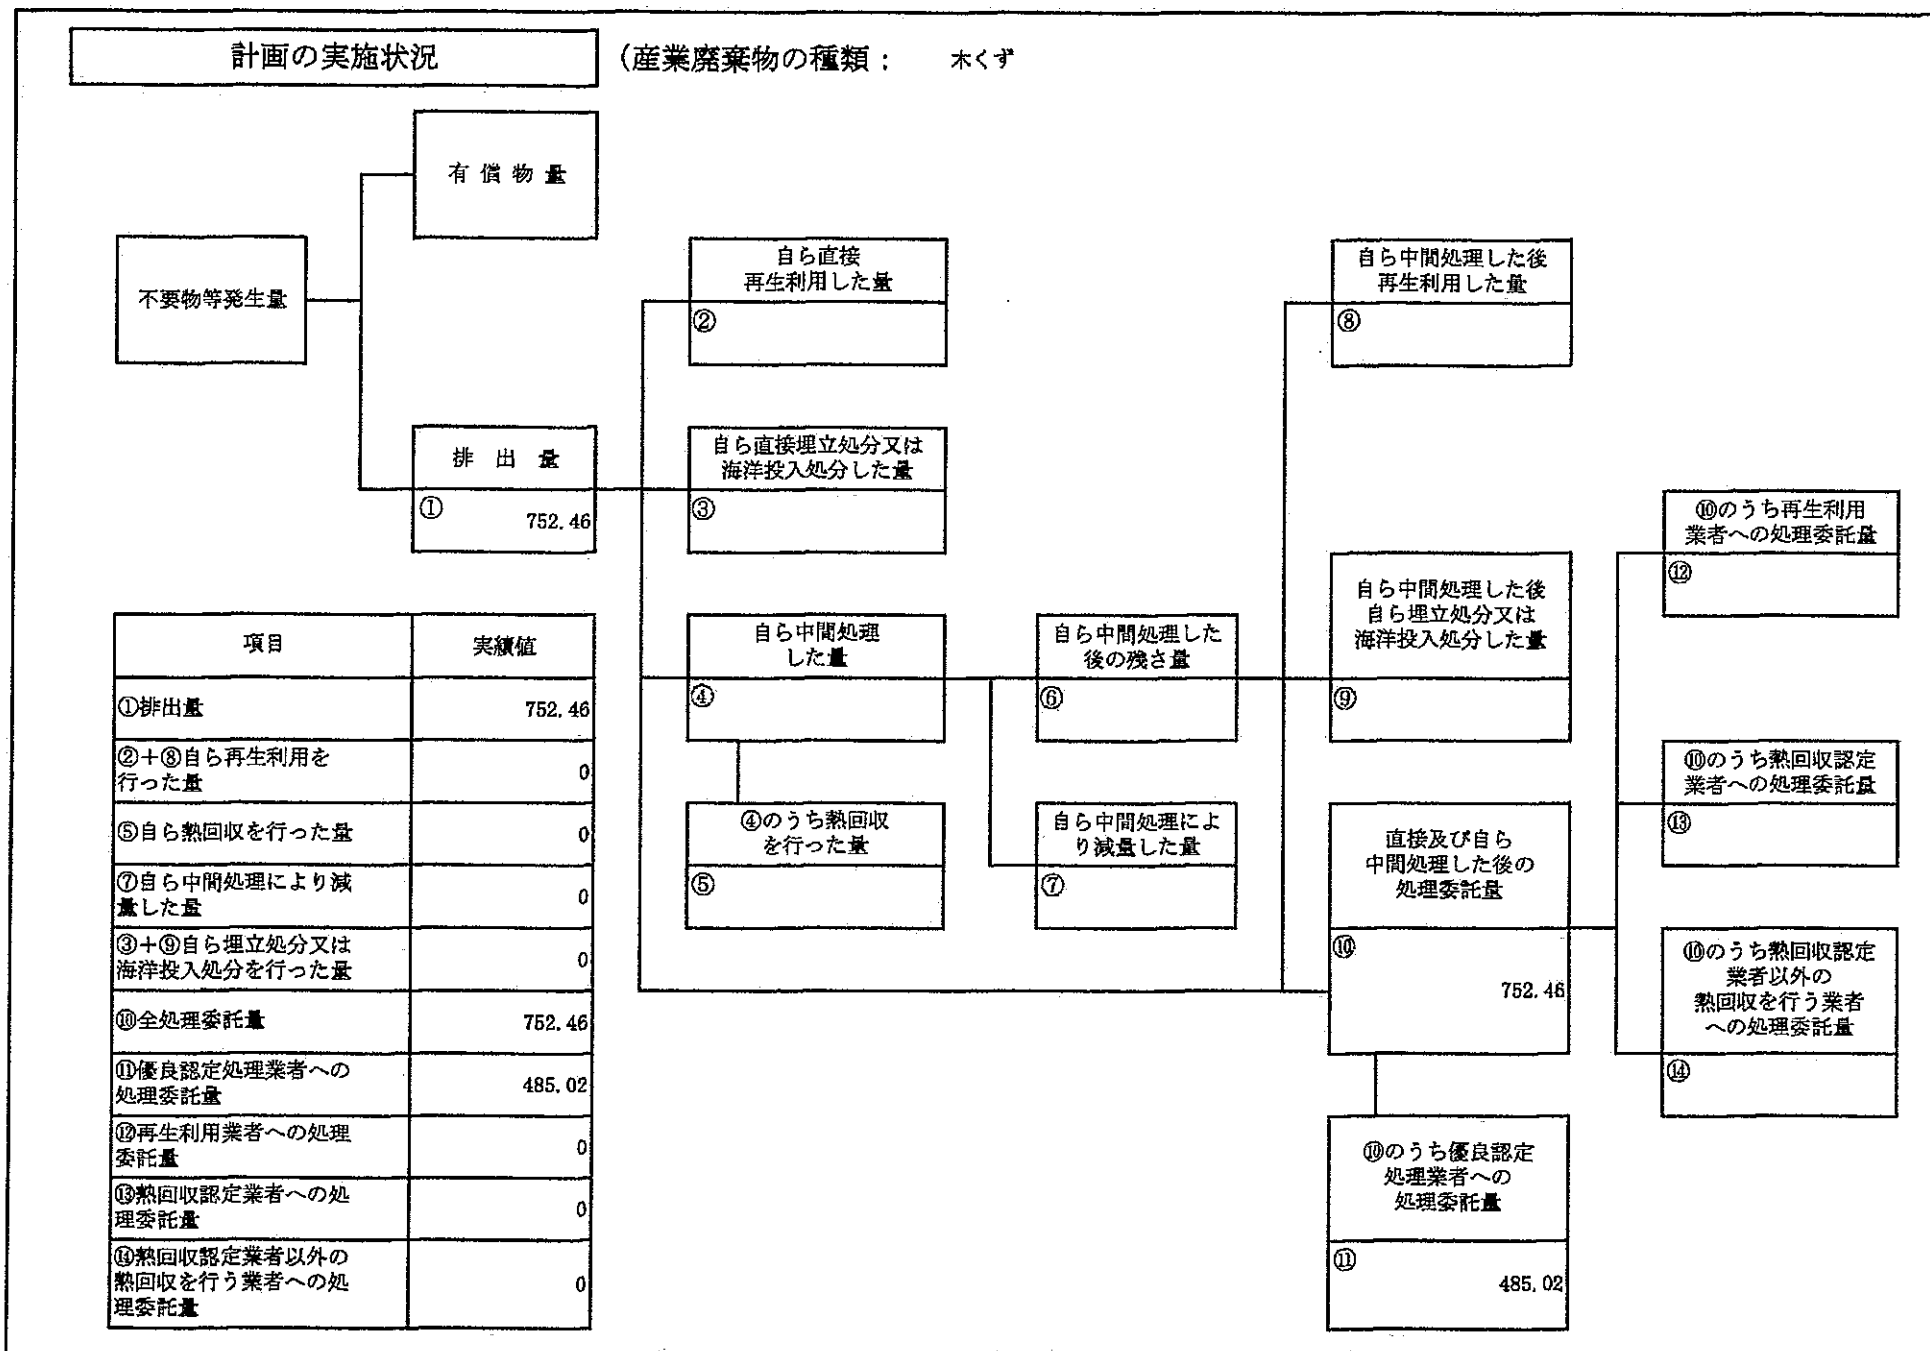 計画の実施状況
(産業廃棄物の種類： 木くず
有償物量
不要物等発生量
排出量
① 752.46
自ら直接
再生利用した量
②
自ら直接埋立処分又は
海洋投入処分した量
③
自ら中間処理
した量
④
④のうち熱回収
を行った量
⑤
自ら中間処理した
後の残さ量
⑥
自ら中間処理によ
り減量した量
⑦
自ら中間処理した後
再生利用した量
⑧
自ら中間処理した後
自ら埋立処分又は
海洋投入処分した量
⑨
直接及び自ら
中間処理した後の
処理委託量
⑩
752.46
⑩のうち優良認定
処理業者への
処理委託量
⑪
485.02
⑩のうち再生利用
業者への処理委託量
⑫
⑩のうち熱回収認定
業者への処理委託量
⑬
⑩のうち熱回収認定
業者以外の
熱回収を行う業者
への処理委託量
⑭
項目 実績値
①排出量 752.46
②＋⑧自ら再生利用を
行った量 0
⑤自ら熱回収を行った量 0
⑦自ら中間処理により減
量した量 0
③＋⑨自ら埋立処分又は
海洋投入処分を行った量 0
⑩全処理委託量 752.46
⑪優良認定処理業者への
処理委託量 485.02
⑫再生利用業者への処理
委託量 0
⑬熱回収認定業者への処
理委託量 0
⑭熱回収認定業者以外の
熱回収を行う業者への処
理委託量 0